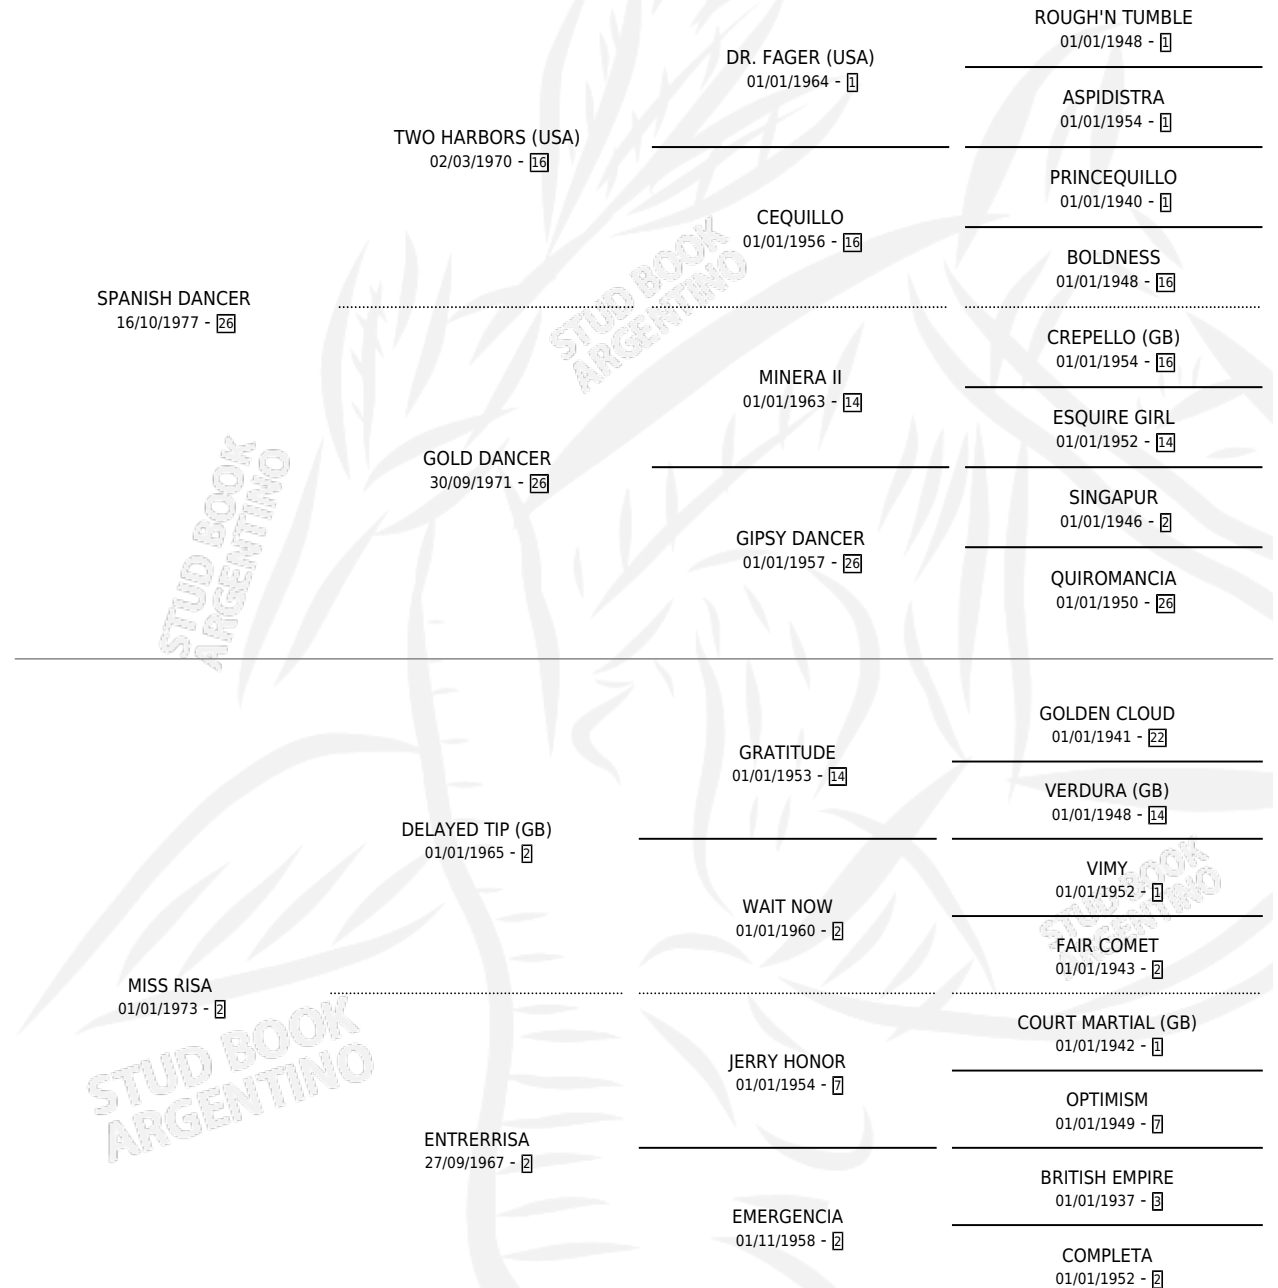 ROUGH'N TUMBLE
01/01/1948 - 1
DR. FAGER (USA)
01/01/1964 - 1
ASPIDISTRA
01/01/1954 - 1
TWO HARBORS (USA)
02/03/1970 - 16
PRINCEQUILLO
01/01/1940 - 1
CEQUILLO
01/01/1956 - 16
BOLDNESS
01/01/1948 - 16
SPANISH DANCER
16/10/1977 - 26
CREPELLO (GB)
01/01/1954 - 16
MINERA II
01/01/1963 - 14
ESQUIRE GIRL
01/01/1952 - 14
GOLD DANCER
30/09/1971 - 26
SINGAPUR
01/01/1946 - 2
GIPSY DANCER
01/01/1957 - 26
QUIROMANCIA
01/01/1950 - 26
GOLDEN CLOUD
01/01/1941 - 22
GRATITUDE
01/01/1953 - 14
VERDURA (GB)
01/01/1948 - 14
DELAYED TIP (GB)
01/01/1965 - 2
VIMY
01/01/1952 - 1
WAIT NOW
01/01/1960 - 2
FAIR COMET
01/01/1943 - 2
MISS RISA
01/01/1973 - 2
COURT MARTIAL (GB)
01/01/1942 - 1
JERRY HONOR
01/01/1954 - 7
OPTIMISM
01/01/1949 - 7
ENTRERRISA
27/09/1967 - 2
BRITISH EMPIRE
01/01/1937 - 3
EMERGENCIA
01/11/1958 - 2
COMPLETA
01/01/1952 - 2
STUD BOOK
ARGENTINO
STUD BOOK
ARGENTINO
STUD BOOK
ARGENTINO
STUD BOOK
ARGENTINO